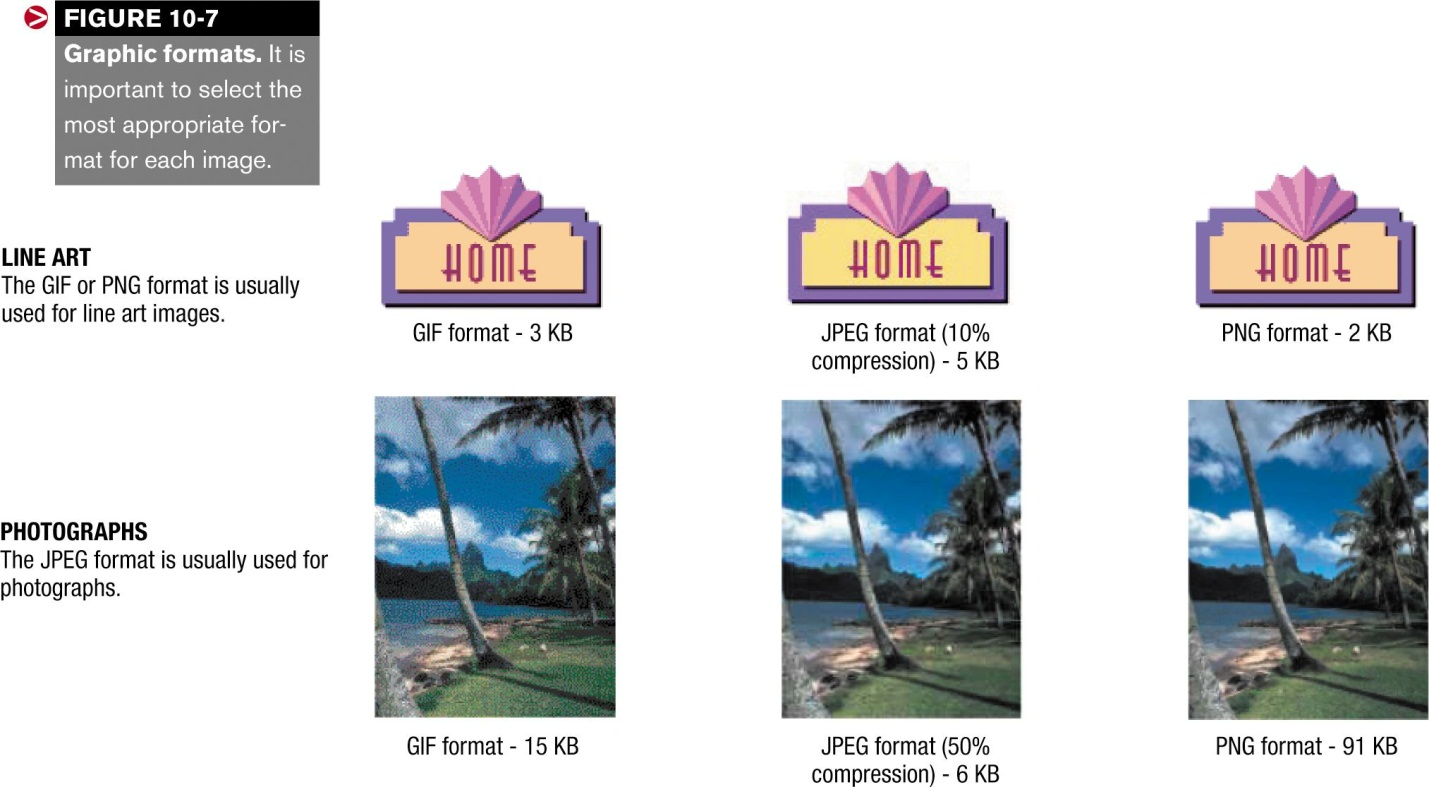 FIGURE 10-7
Graphic formats. It is
important to select the
most appropriate for-
mat for each image.
LINE ART
The GIF or PNG format is usually
used for line art images.
HOME
HOME
HOME
GIF format - 3 KB
JPEG format (10%
compression) - 5 KB
PNG format - 2 KB
PHOTOGRAPHS
The JPEG format is usually used for
photographs.
GIF format - 15 KB
JPEG format (50%
compression) - 6 KB
PNG format - 91 KB